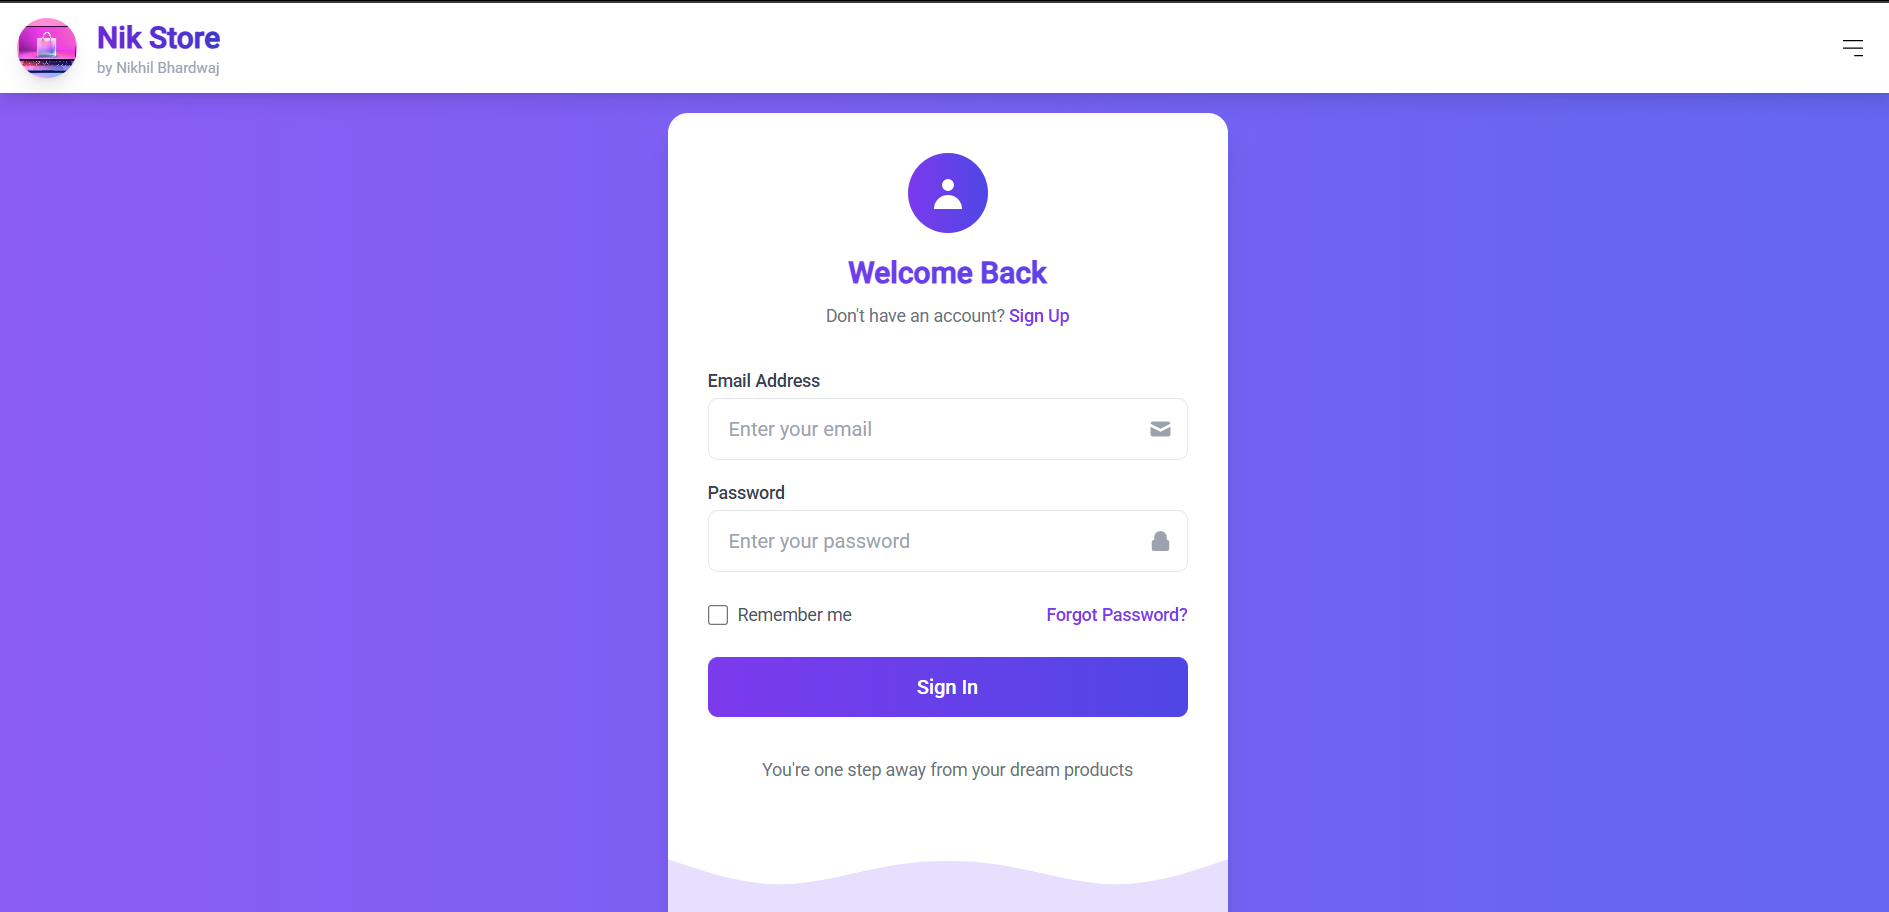 Nik Store
by Nikhil Bhardwaj
Welcome Back
Don't have an account? Sign Up
Email Address
Enter your email
Password
Enter your password
Remember me
Forgot Password?
Sign In
You're one step away from your dream products